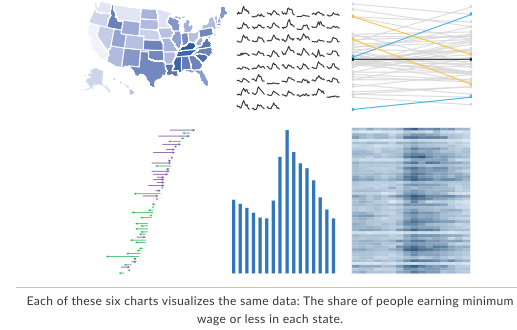 Each of these six charts visualizes the same data: The share of people earning minimum
wage or less in each state.